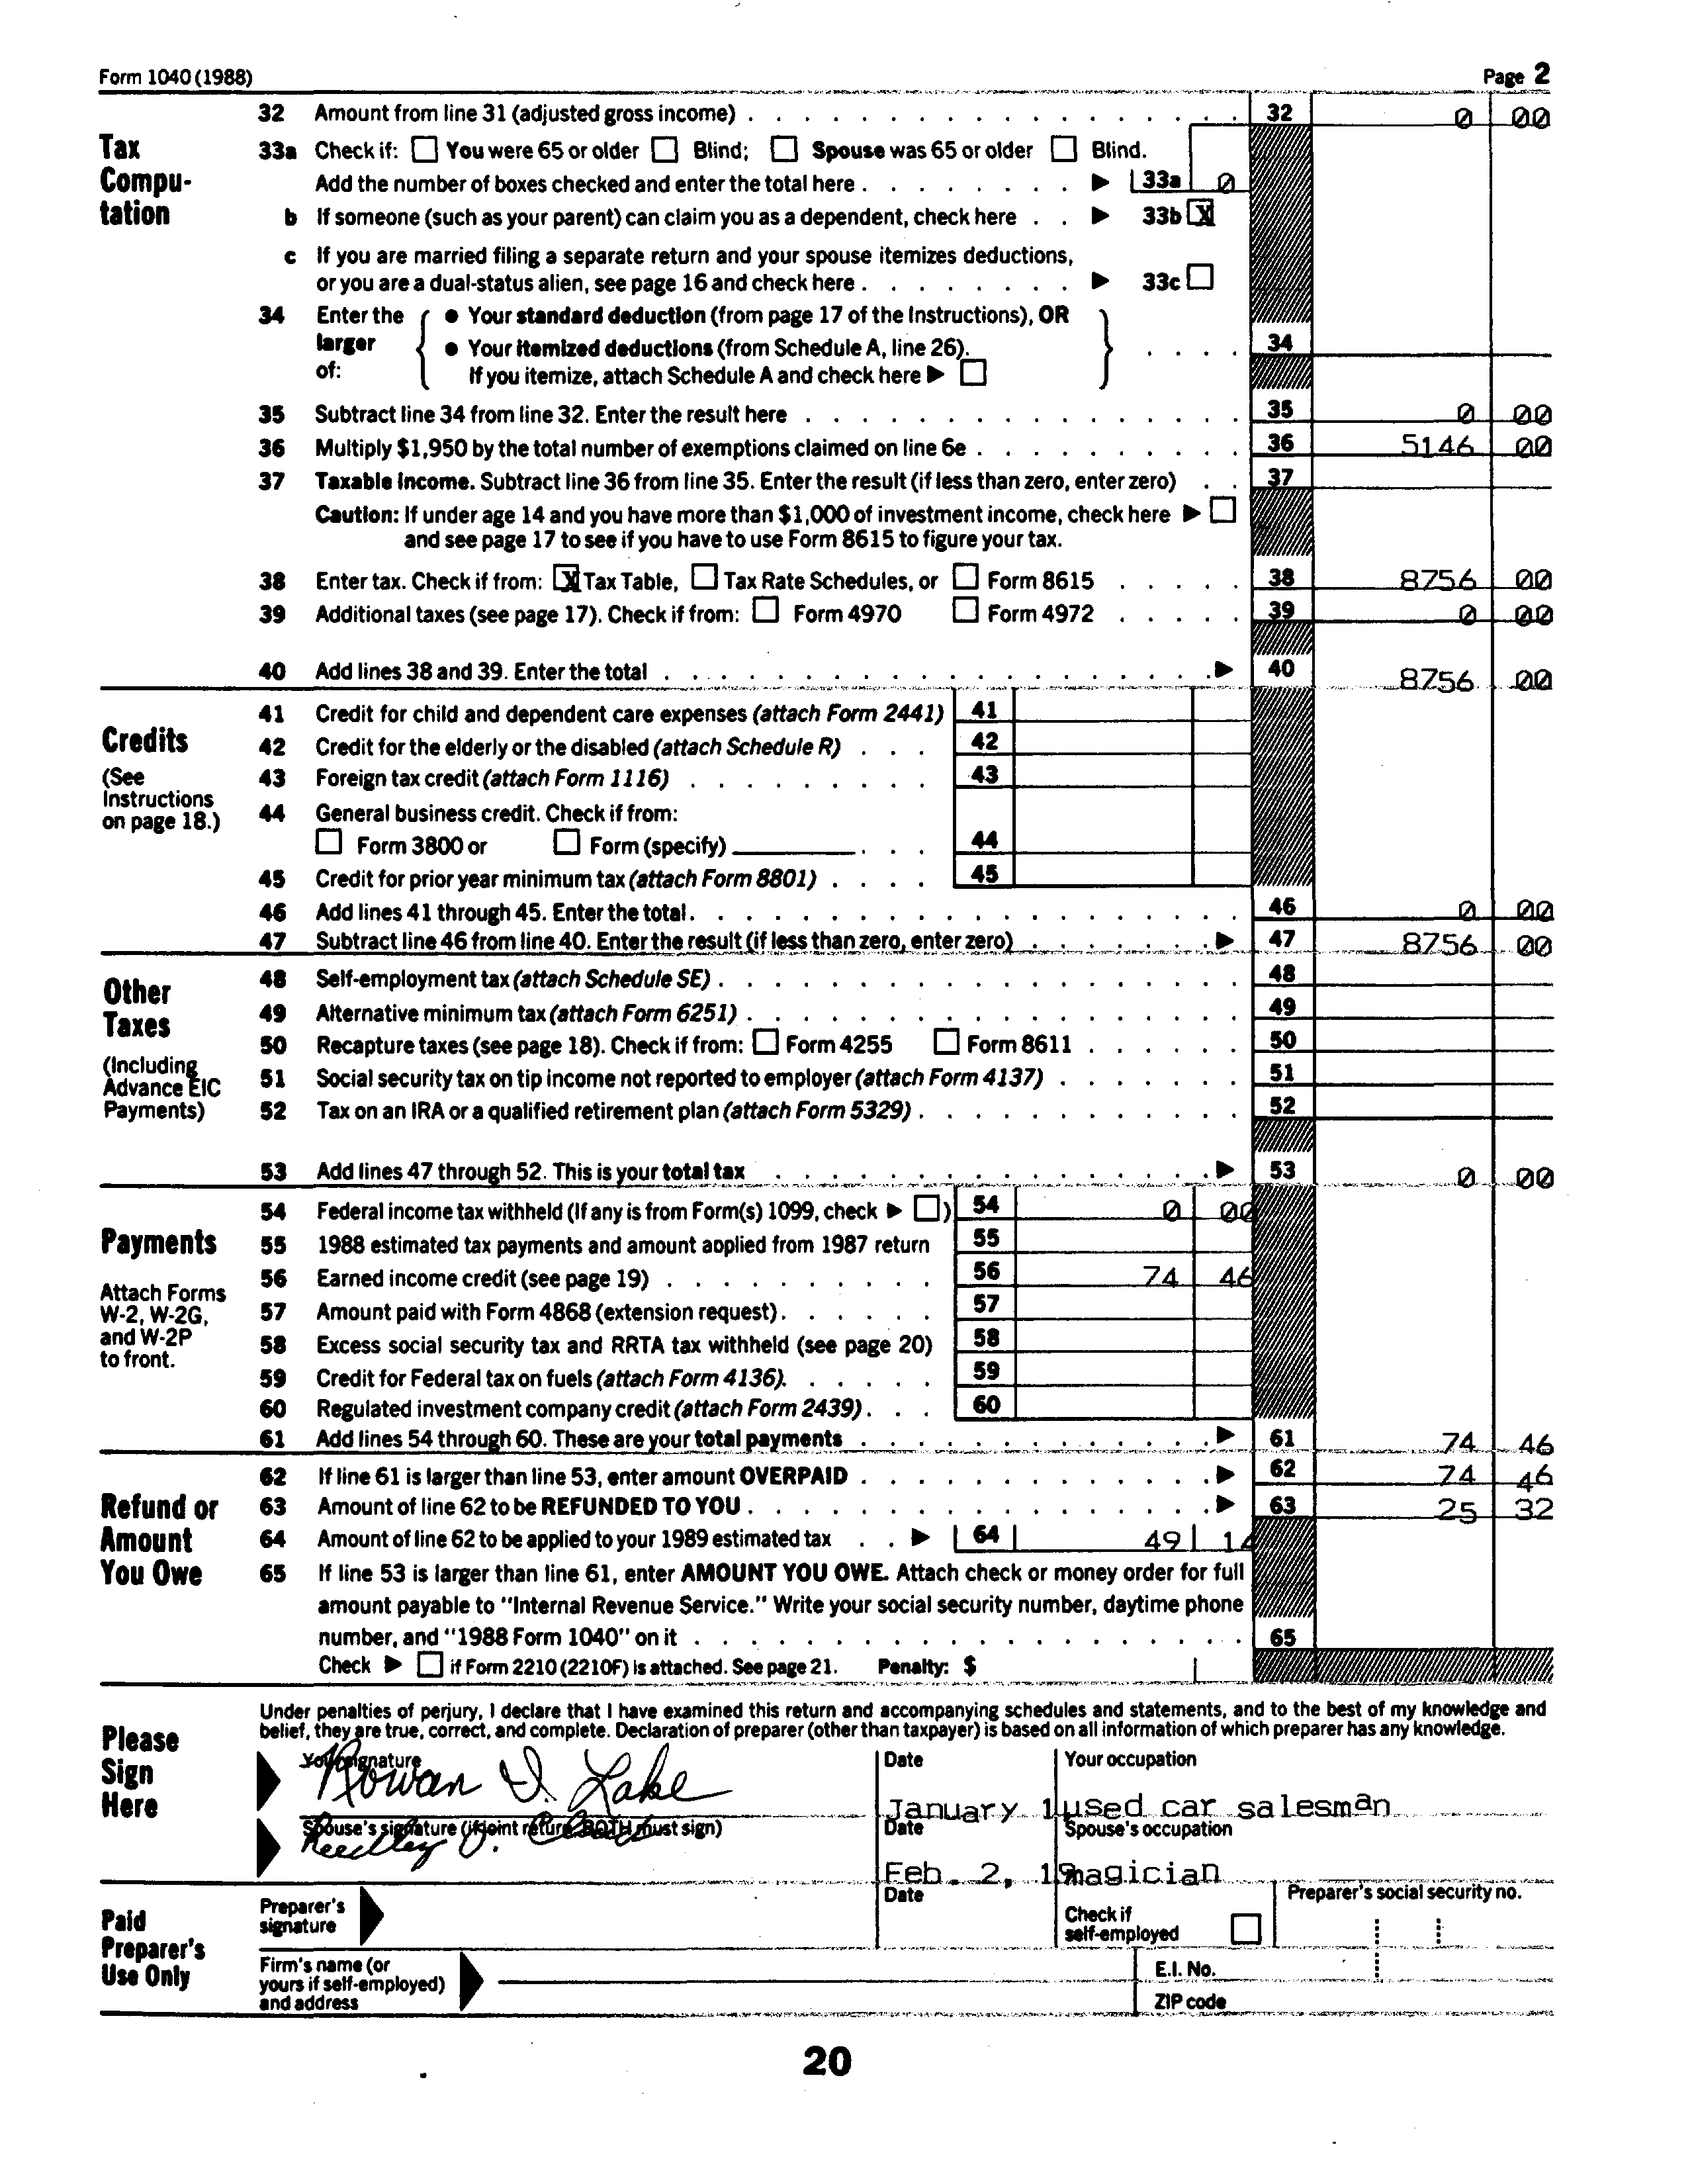 Form 1040 (1988) Page 2
Tax Computation
32 Amount from line 31 (adjusted gross income) 32 0 00
33a Check if: You were 65 or older Blind; Spouse was 65 or older Blind.
Add the number of boxes checked and enter the total here 33a 0
b If someone (such as your parent) can claim you as a dependent, check here 33b X
c If you are married filing a separate return and your spouse itemizes deductions,
or you are a dual-status alien, see page 16 and check here 33c
34 Enter the larger of: • Your standard deduction (from page 17 of the Instructions), OR
• Your itemized deductions (from Schedule A, line 26). 34
If you itemize, attach Schedule A and check here
35 Subtract line 34 from line 32. Enter the result here 35 0 00
36 Multiply $1,950 by the total number of exemptions claimed on line 6e 36 5146 00
37 Taxable income. Subtract line 36 from line 35. Enter the result (if less than zero, enter zero) 37
Caution: If under age 14 and you have more than $1,000 of investment income, check here
and see page 17 to see if you have to use Form 8615 to figure your tax.
38 Enter tax. Check if from: X Tax Table, Tax Rate Schedules, or Form 8615 38 8756 00
39 Additional taxes (see page 17). Check if from: Form 4970 Form 4972 39 0 00
40 Add lines 38 and 39. Enter the total 40 8756 00
Credits
(See Instructions on page 18.)
41 Credit for child and dependent care expenses (attach Form 2441) 41
42 Credit for the elderly or the disabled (attach Schedule R) 42
43 Foreign tax credit (attach Form 1116) 43
44 General business credit. Check if from:
Form 3800 or Form (specify) 44
45 Credit for prior year minimum tax (attach Form 8801) 45
46 Add lines 41 through 45. Enter the total 46 0 00
47 Subtract line 46 from line 40. Enter the result (if less than zero, enter zero) 47 8756 00
Other Taxes
(Including Advance EIC Payments)
48 Self-employment tax (attach Schedule SE) 48
49 Alternative minimum tax (attach Form 6251) 49
50 Recapture taxes (see page 18). Check if from: Form 4255 Form 8611 50
51 Social security tax on tip income not reported to employer (attach Form 4137) 51
52 Tax on an IRA or a qualified retirement plan (attach Form 5329) 52
53 Add lines 47 through 52. This is your total tax 53 0 00
Payments
Attach Forms W-2, W-2G, and W-2P to front.
54 Federal income tax withheld (If any is from Form(s) 1099, check ) 54 0 00
55 1988 estimated tax payments and amount applied from 1987 return 55
56 Earned income credit (see page 19) 56 74 46
57 Amount paid with Form 4868 (extension request) 57
58 Excess social security tax and RRTA tax withheld (see page 20) 58
59 Credit for Federal tax on fuels (attach Form 4136) 59
60 Regulated investment company credit (attach Form 2439) 60
61 Add lines 54 through 60. These are your total payments 61 74 46
Refund or Amount You Owe
62 If line 61 is larger than line 53, enter amount OVERPAID 62 74 46
63 Amount of line 62 to be REFUNDED TO YOU 63 25 32
64 Amount of line 62 to be applied to your 1989 estimated tax 64 49 14
65 If line 53 is larger than line 61, enter AMOUNT YOU OWE. Attach check or money order for full
amount payable to "Internal Revenue Service." Write your social security number, daytime phone
number, and "1988 Form 1040" on it 65
Check if Form 2210 (2210F) is attached. See page 21. Penalty: $
Please Sign Here
Under penalties of perjury, I declare that I have examined this return and accompanying schedules and statements, and to the best of my knowledge and
belief, they are true, correct, and complete. Declaration of preparer (other than taxpayer) is based on all information of which preparer has any knowledge.
Your signature Date Your occupation
Rowan I. Lake January 1 used car salesman
Spouse's signature (if joint return, BOTH must sign) Date Spouse's occupation
Feb. 2, 19 magician
Paid Preparer's Use Only
Preparer's signature Date Check if self-employed Preparer's social security no.
Firm's name (or yours if self-employed) and address E.I. No.
ZIP code
20